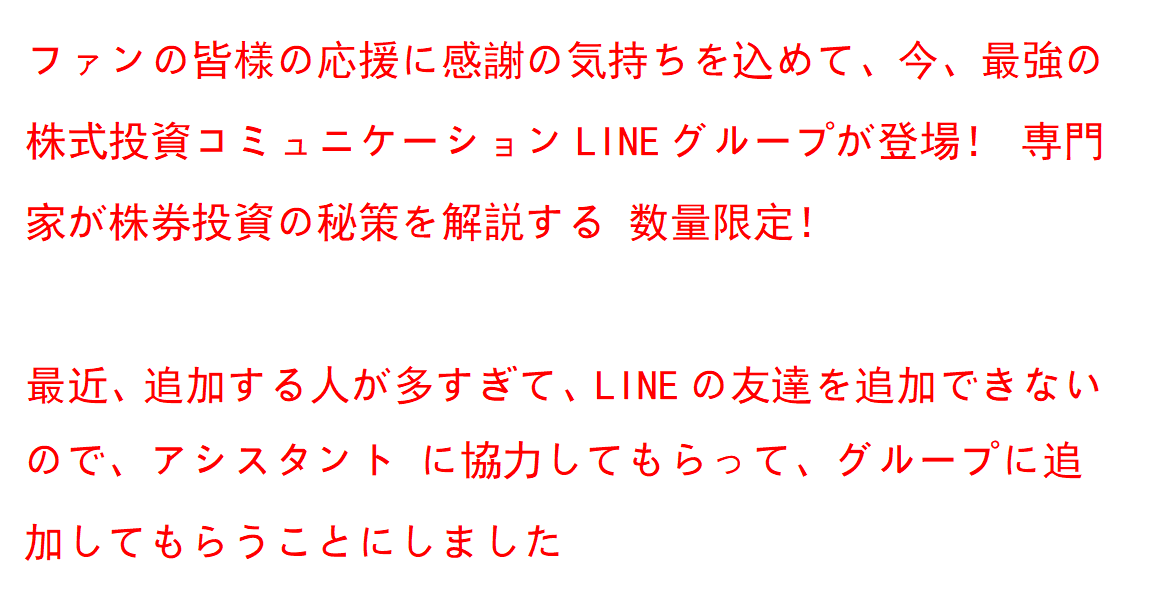 ファンの皆様の応援に感謝の気持ちを込めて、今、最強の
株式投資コミュニケーションLINEグループが登場！ 専門
家が株券投資の秘策を解説する 数量限定！
最近、追加する人が多すぎて、LINEの友達を追加できない
ので、アシスタント に協力してもらって、グループに追
加してもらうことにしました